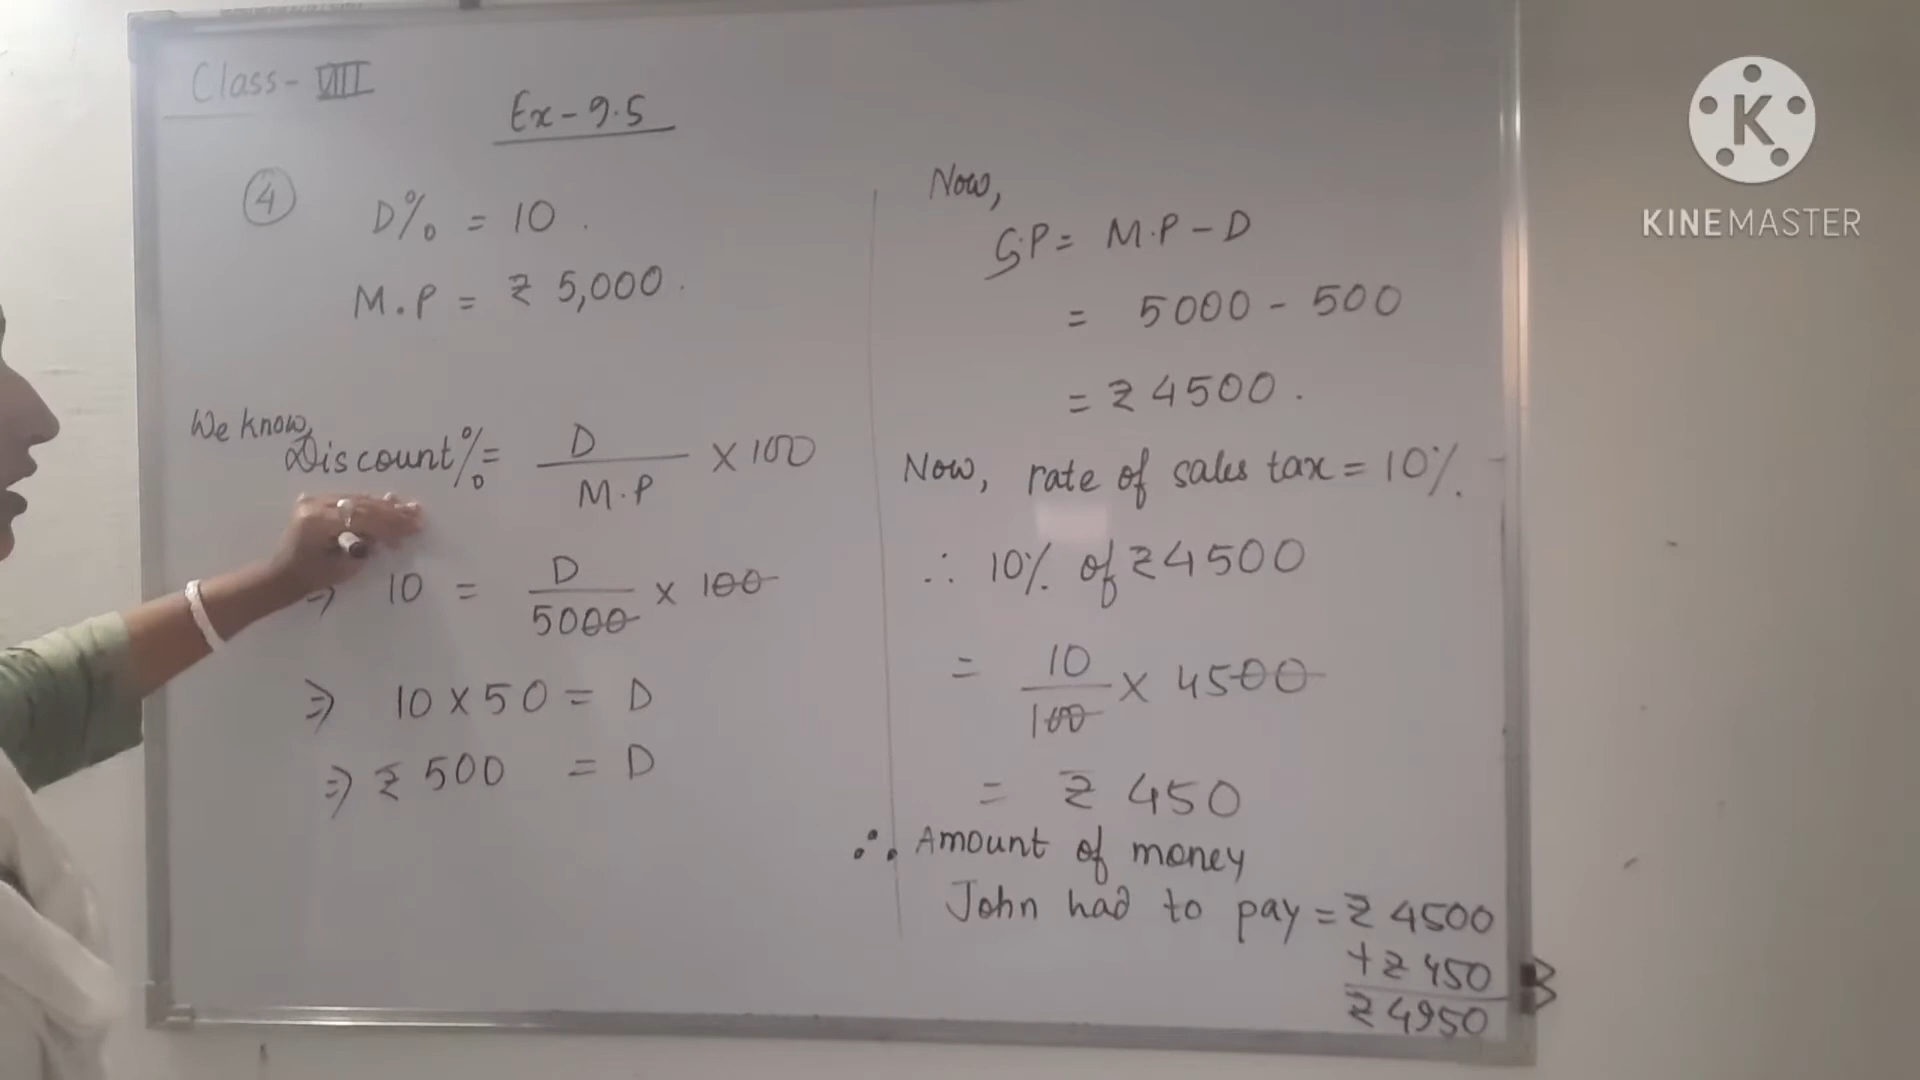 Class - VIII
Ex - 9.5
4
D% = 10 .
M.P = ₹ 5,000 .
We know,
Discount% = D/M.P × 100
⇒ 10 = D/5000 × 100
⇒ 10 × 50 = D
⇒ ₹ 500 = D
Now,
S.P = M.P - D
= 5000 - 500
= ₹ 4500 .
Now, rate of sales tax = 10%.
∴ 10% of ₹ 4500
= 10/100 × 4500
= ₹ 450
∴ Amount of money
John had to pay = ₹ 4500
+ ₹ 450
₹ 4950
K
KINEMASTER